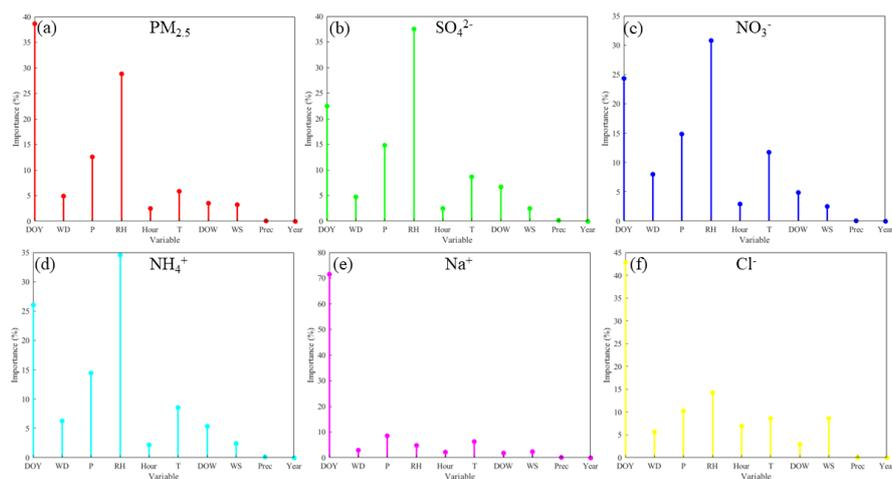 (a) PM2.5
40
35
30
25
20
15
10
5
0
Importance (%)
DOY WD P RH Hour T DOW WS Prec Year
Variable
(b) SO4 2-
40
35
30
25
20
15
10
5
0
Importance (%)
DOY WD P RH Hour T DOW WS Prec Year
Variable
(c) NO3-
35
30
25
20
15
10
5
0
Importance (%)
DOY WD P RH Hour T DOW WS Prec Year
Variable
(d) NH4+
35
30
25
20
15
10
5
0
Importance (%)
DOY WD P RH Hour T DOW WS Prec Year
Variable
(e) Na+
80
70
60
50
40
30
20
10
0
Importance (%)
DOY WD P RH Hour T DOW WS Prec Year
Variable
(f) Cl-
45
40
35
30
25
20
15
10
5
0
Importance (%)
DOY WD P RH Hour T DOW WS Prec Year
Variable